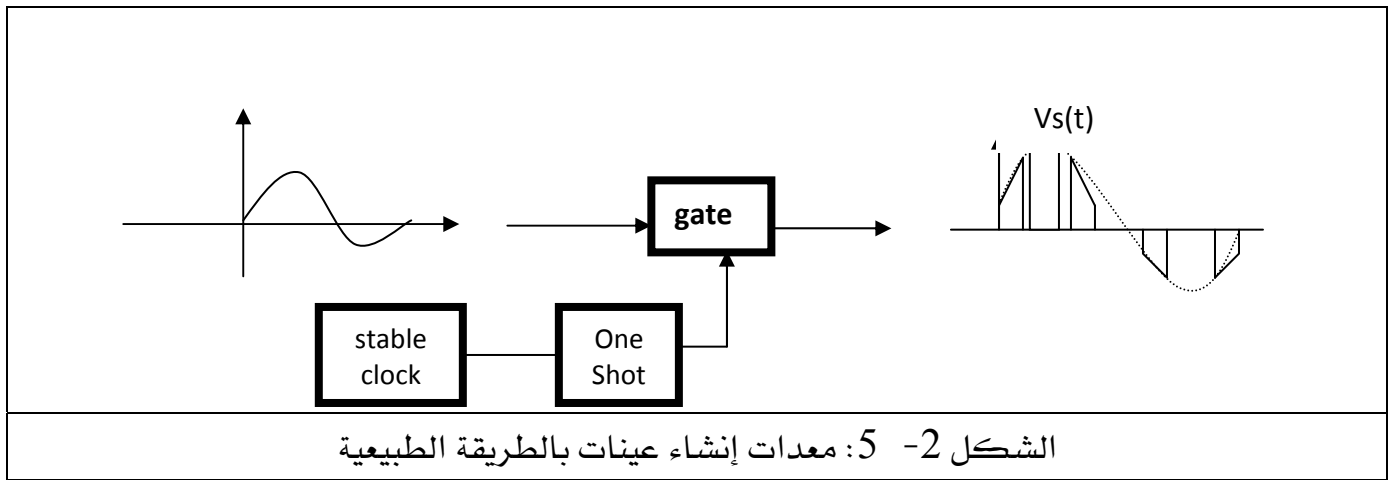 Vs(t)
gate
stable
clock
One
Shot
الشكل 2- 5: معدات إنشاء عينات بالطريقة الطبيعية